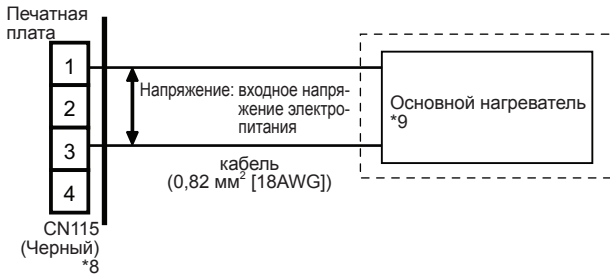 Печатная
плата
1
2
3
4
Напряжение: входное напря-
жение электро-
питания
Основной нагреватель
*9
кабель
(0,82 мм² [18AWG])
CN115
(Черный)
*8